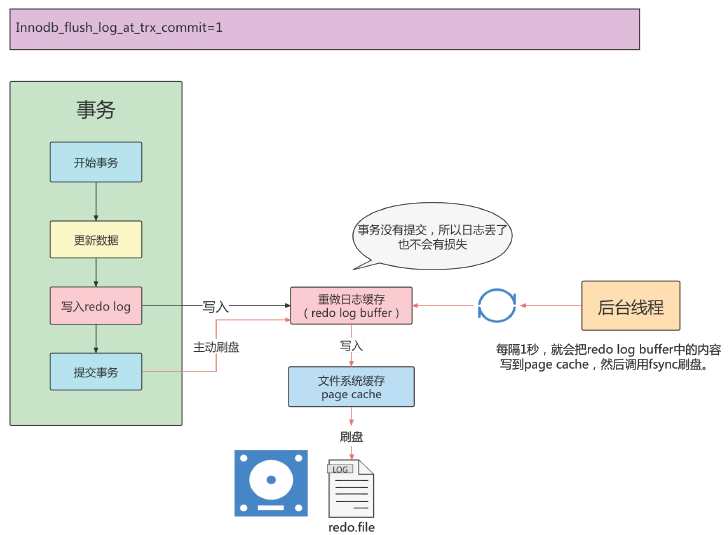 Innodb_flush_log_at_trx_commit=1
事务
开始事务
更新数据
写入redo log
提交事务
写入
主动刷盘
事务没有提交，所以日志丢了
也不会有损失
重做日志缓存
（redo log buffer）
写入
文件系统缓存
page cache
刷盘
LOG
redo.file
后台线程
每隔1秒，就会把redo log buffer中的内容
写到page cache，然后调用fsync刷盘。